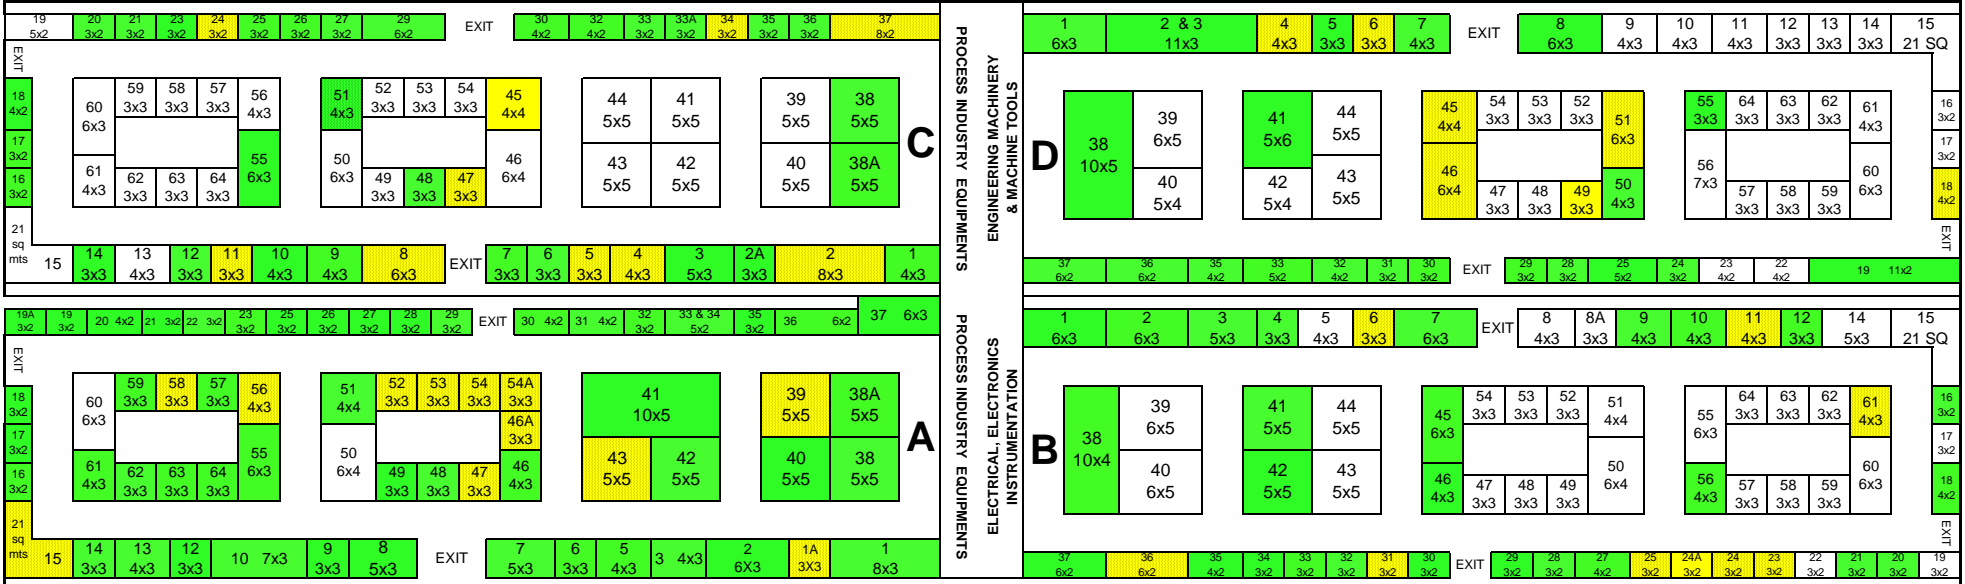 19 20 21 23 24 25 26 27 29 EXIT 30 32 33 33A 34 35 36 37
5x2 3x2 3x2 3x2 3x2 3x2 3x2 3x2 6x2 4x2 4x2 3x2 3x2 3x2 3x2 3x2 8x2
EXIT
18
4x2
17
3x2
16
3x2
21
sq
mts 15
60
6x3
59 58 57 56
3x3 3x3 3x3 4x3
55
6x3
61
4x3
62 63 64
3x3 3x3 3x3
51 52 53 54 45
4x3 3x3 3x3 3x3 4x4
50
6x3
46
6x4
49 48 47
3x3 3x3 3x3
44 41
5x5 5x5
43 42
5x5 5x5
39 38
5x5 5x5
40 38A
5x5 5x5
C
14 13 12 11 10 9 8 EXIT 7 6 5 4 3 2A 2 1
3x3 4x3 3x3 3x3 4x3 4x3 6x3 3x3 3x3 3x3 4x3 5x3 3x3 8x3 4x3
PROCESS INDUSTRY EQUIPMENTS
ENGINEERING MACHINERY
& MACHINE TOOLS
1 2 & 3 4 5 6 7 EXIT 8 9 10 11 12 13 14 15
6x3 11x3 4x3 3x3 3x3 4x3 6x3 4x3 4x3 4x3 3x3 3x3 3x3 21 SQ
D
38
10x5
39
6x5
40
5x4
41
5x6
44
5x5
42
5x4
43
5x5
45 54 53 52 51
4x4 3x3 3x3 3x3 6x3
46
6x4
47 48 49 50
3x3 3x3 3x3 4x3
55 64 63 62 61
3x3 3x3 3x3 3x3 4x3
56
7x3
60
6x3
57 58 59
3x3 3x3 3x3
16
3x2
17
3x2
18
4x2
EXIT
37 36 35 33 32 31 30 EXIT 29 28 25 24 23 22 19 11x2
6x2 6x2 4x2 5x2 4x2 3x2 3x2 3x2 3x2 5x2 3x2 4x2 4x2
19A 19 20 4x2 21 3x2 22 3x2 23 25 26 27 28 29 EXIT 30 4x2 31 4x2 32 33 & 34 35 36 6x2 37 6x3
3x2 3x2 3x2 3x2 3x2 3x2 3x2 3x2 3x2 5x2 3x2
EXIT
18
3x2
17
3x2
16
3x2
21
sq
mts 15
60
6x3
59 58 57 56
3x3 3x3 3x3 4x3
55
6x3
61
4x3
62 63 64
3x3 3x3 3x3
51 52 53 54 54A
4x4 3x3 3x3 3x3 3x3
46A
3x3
50
6x4
49 48 47 46
3x3 3x3 3x3 4x3
41
10x5
43 42
5x5 5x5
39 38A
5x5 5x5
40 38
5x5 5x5
A
14 13 12 10 7x3 9 8 EXIT 7 6 5 3 4x3 2 1A 1
3x3 4x3 3x3 3x3 5x3 5x3 3x3 4x3 6X3 3X3 8x3
PROCESS INDUSTRY EQUIPMENTS
ELECTRICAL, ELECTRONICS
INSTRUMENTATION
1 2 3 4 5 6 7 EXIT 8 8A 9 10 11 12 14 15
6x3 6x3 5x3 3x3 4x3 3x3 6x3 4x3 3x3 4x3 4x3 4x3 3x3 5x3 21 SQ
B
38
10x4
39
6x5
40
6x5
41 44
5x5 5x5
42 43
5x5 5x5
45
6x3
54 53 52 51
3x3 3x3 3x3 4x4
46
4x3
47 48 49
3x3 3x3 3x3
50
6x4
55
6x3
64 63 62 61
3x3 3x3 3x3 4x3
56
4x3
57 58 59
3x3 3x3 3x3
60
6x3
16
3x2
17
3x2
18
4x2
EXIT
37 36 35 34 33 32 31 30 EXIT 29 28 27 25 24A 24 23 22 21 20 19
6x2 6x2 4x2 3x2 3x2 3x2 3x2 3x2 3x2 3x2 4x2 3x2 3x2 3x2 3x2 3x2 3x2 3x2 3x2